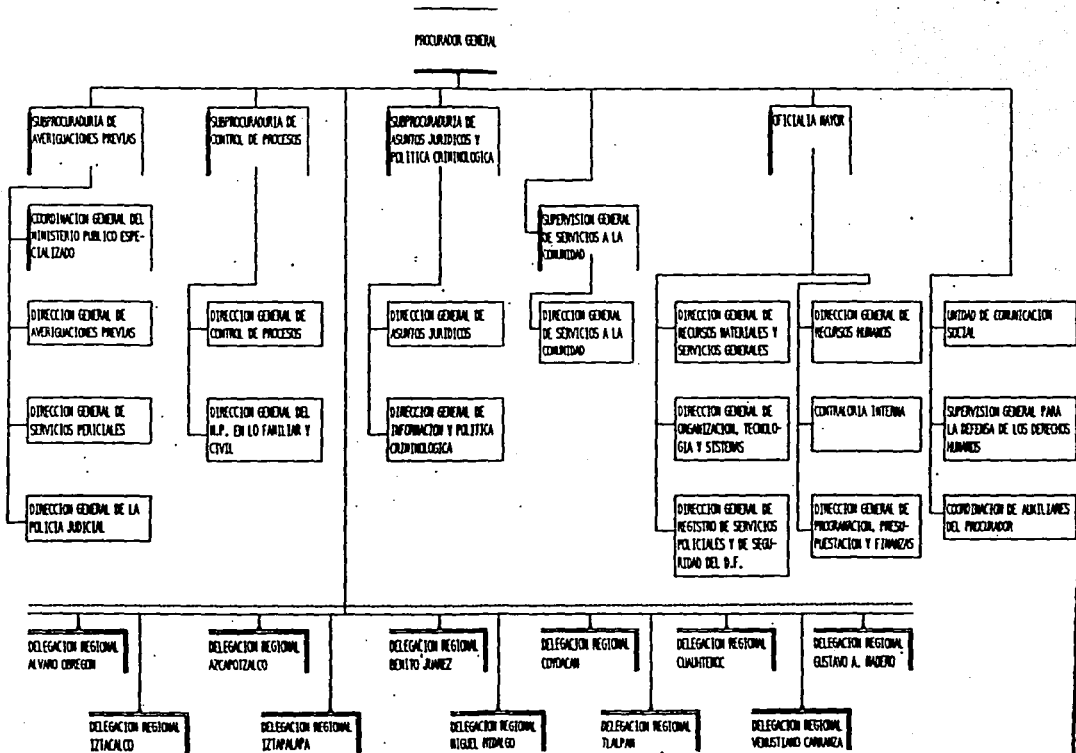 PROCURADOR GENERAL
SUBPROCURADURIA DE
AVERIGUACIONES PREVIAS
SUBPROCURADURIA DE
CONTROL DE PROCESOS
SUBPROCURADURIA DE
ASUNTOS JURIDICOS Y
POLITICA CRIMINOLOGICA
OFICIALIA MAYOR
COORDINACION GENERAL DEL
MINISTERIO PUBLICO ESPE-
CIALIZADO
SUPERVISION GENERAL
DE SERVICIOS A LA
COMUNIDAD
DIRECCION GENERAL DE
AVERIGUACIONES PREVIAS
DIRECCION GENERAL DE
CONTROL DE PROCESOS
DIRECCION GENERAL DE
ASUNTOS JURIDICOS
DIRECCION GENERAL
DE SERVICIOS A LA
COMUNIDAD
DIRECCION GENERAL DE
RECURSOS MATERIALES Y
SERVICIOS GENERALES
DIRECCION GENERAL DE
RECURSOS HUMANOS
UNIDAD DE COMUNICACION
SOCIAL
DIRECCION GENERAL DE
SERVICIOS PERICIALES
DIRECCION GENERAL DEL
M.P. EN LO FAMILIAR Y
CIVIL
DIRECCION GENERAL DE
INFORMACION Y POLITICA
CRIMINOLOGICA
DIRECCION GENERAL DE
ORGANIZACION, TECNOLO-
GIA Y SISTEMAS
CONTRALORIA INTERNA
SUPERVISION GENERAL PARA
LA DEFENSA DE LOS DERECHOS
HUMANOS
DIRECCION GENERAL DE LA
POLICIA JUDICIAL
DIRECCION GENERAL DE
REGISTRO DE SERVICIOS
POLICIALES Y DE SEGU-
RIDAD DEL D.F.
DIRECCION GENERAL DE
PROGRAMACION, PRESU-
PUESTACION Y FINANZAS
COORDINACION DE AUXILIARES
DEL PROCURADOR
DELEGACION REGIONAL
ALVARO OBREGON
DELEGACION REGIONAL
AZCAPOTZALCO
DELEGACION REGIONAL
BENITO JUAREZ
DELEGACION REGIONAL
COYOACAN
DELEGACION REGIONAL
CUAUHTEMOC
DELEGACION REGIONAL
GUSTAVO A. MADERO
DELEGACION REGIONAL
IZTACALCO
DELEGACION REGIONAL
IZTAPALAPA
DELEGACION REGIONAL
MIGUEL HIDALGO
DELEGACION REGIONAL
TLALPAN
DELEGACION REGIONAL
VENUSTIANO CARRANZA